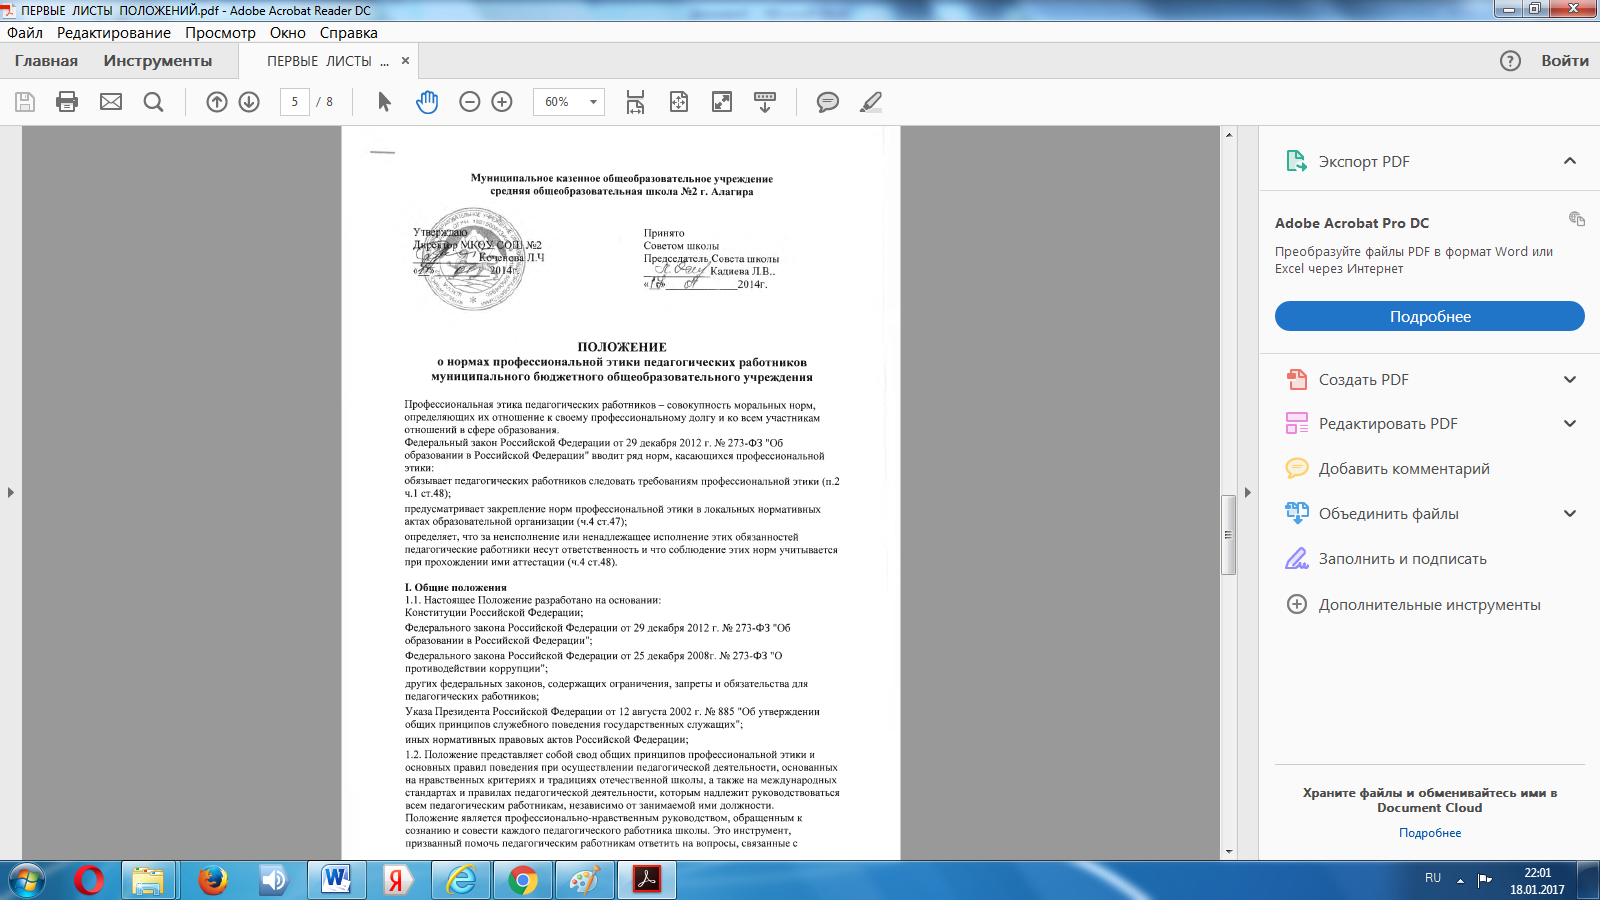 ПЕРВЫЕ ЛИСТЫ ПОЛОЖЕНИЙ.pdf - Adobe Acrobat Reader DC
Файл Редактирование Просмотр Окно Справка
Главная Инструменты ПЕРВЫЕ ЛИСТЫ ... × Войти
5 / 8 60%
Муниципальное казенное общеобразовательное учреждение
средняя общеобразовательная школа №2 г. Алагира
Утверждаю
Директор МКОУ СОШ №2
Коченова Л.Ч
2014г.
Принято
Советом школы
Председатель Совета школы
Кадиева Л.В..
2014г.
ПОЛОЖЕНИЕ
о нормах профессиональной этики педагогических работников
муниципального бюджетного общеобразовательного учреждения
Профессиональная этика педагогических работников – совокупность моральных норм,
определяющих их отношение к своему профессиональному долгу и ко всем участникам
отношений в сфере образования.
Федеральный закон Российской Федерации от 29 декабря 2012 г. № 273-ФЗ "Об
образовании в Российской Федерации" вводит ряд норм, касающихся профессиональной
этики:
обязывает педагогических работников следовать требованиям профессиональной этики (п.2
ч.1 ст.48);
предусматривает закрепление норм профессиональной этики в локальных нормативных
актах образовательной организации (ч.4 ст.47);
определяет, что за неисполнение или ненадлежащее исполнение этих обязанностей
педагогические работники несут ответственность и что соблюдение этих норм учитывается
при прохождении ими аттестации (ч.4 ст.48).
I. Общие положения
1.1. Настоящее Положение разработано на основании:
Конституции Российской Федерации;
Федерального закона Российской Федерации от 29 декабря 2012 г. № 273-ФЗ "Об
образовании в Российской Федерации";
Федерального закона Российской Федерации от 25 декабря 2008г. № 273-ФЗ "О
противодействии коррупции";
других федеральных законов, содержащих ограничения, запреты и обязательства для
педагогических работников;
Указа Президента Российской Федерации от 12 августа 2002 г. № 885 "Об утверждении
общих принципов служебного поведения государственных служащих";
иных нормативных правовых актов Российской Федерации;
1.2. Положение представляет собой свод общих принципов профессиональной этики и
основных правил поведения при осуществлении педагогической деятельности, основанных
на нравственных критериях и традициях отечественной школы, а также на международных
стандартах и правилах педагогической деятельности, которым надлежит руководствоваться
всем педагогическим работникам, независимо от занимаемой ими должности.
Положение является профессионально-нравственным руководством, обращенным к
сознанию и совести каждого педагогического работника школы. Это инструмент,
призванный помочь педагогическим работникам ответить на вопросы, связанные с
Экспорт PDF
Adobe Acrobat Pro DC
Преобразуйте файлы PDF в формат Word или
Excel через Интернет
Подробнее
Создать PDF
Редактировать PDF
Добавить комментарий
Объединить файлы
Заполнить и подписать
Дополнительные инструменты
Храните файлы и обменивайтесь ими в
Document Cloud
Подробнее
RU
22:01
18.01.2017